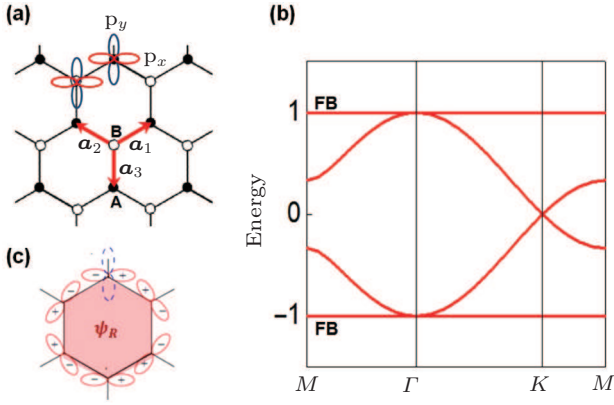 (a)
p_y
p_x
B
a_2
a_1
a_3
A
(b)
FB
1
Energy
0
−1
FB
M
Γ
K
M
(c)
− +
− −
+ +
ψ_R
+ −
− +
+ −